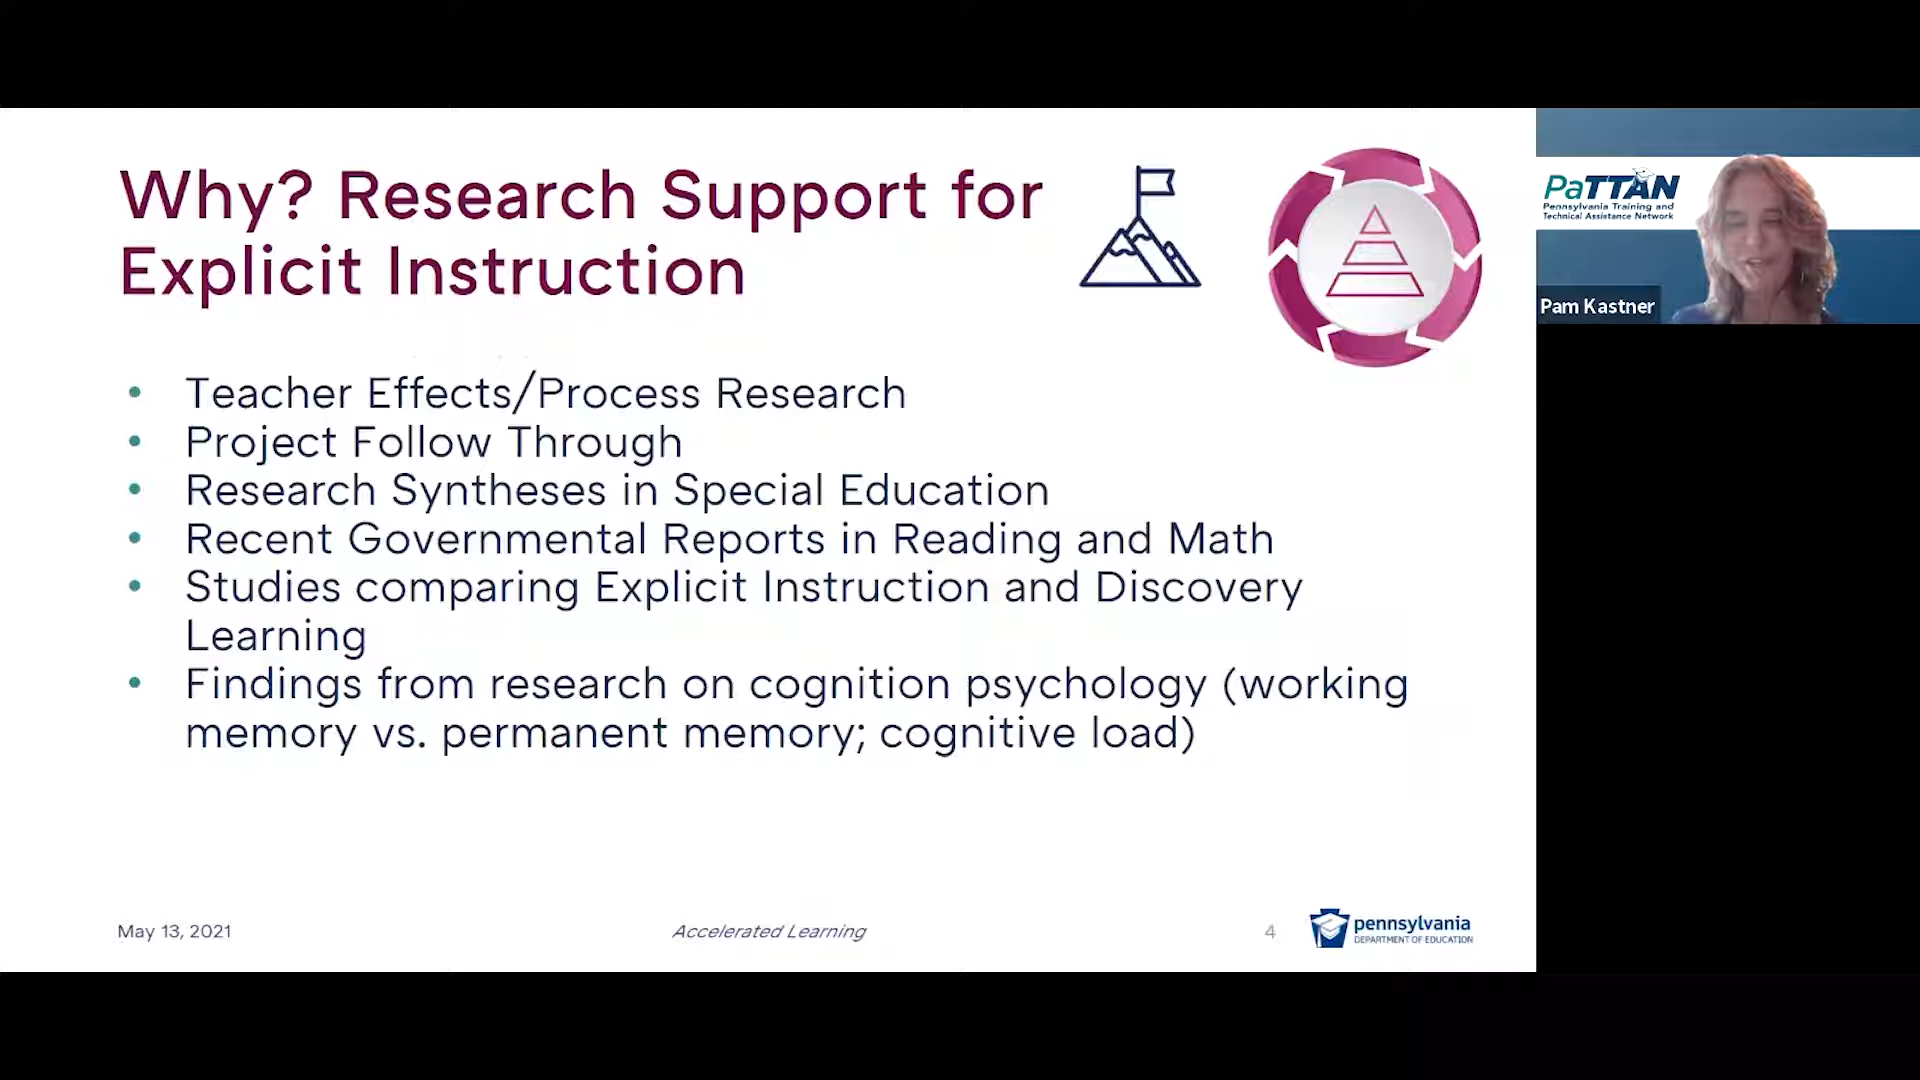 Why? Research Support for
Explicit Instruction
• Teacher Effects/Process Research
• Project Follow Through
• Research Syntheses in Special Education
• Recent Governmental Reports in Reading and Math
• Studies comparing Explicit Instruction and Discovery
Learning
• Findings from research on cognition psychology (working
memory vs. permanent memory; cognitive load)
May 13, 2021
Accelerated Learning
4
pennsylvania
DEPARTMENT OF EDUCATION
PaTTAN
Pennsylvania Training and
Technical Assistance Network
Pam Kastner